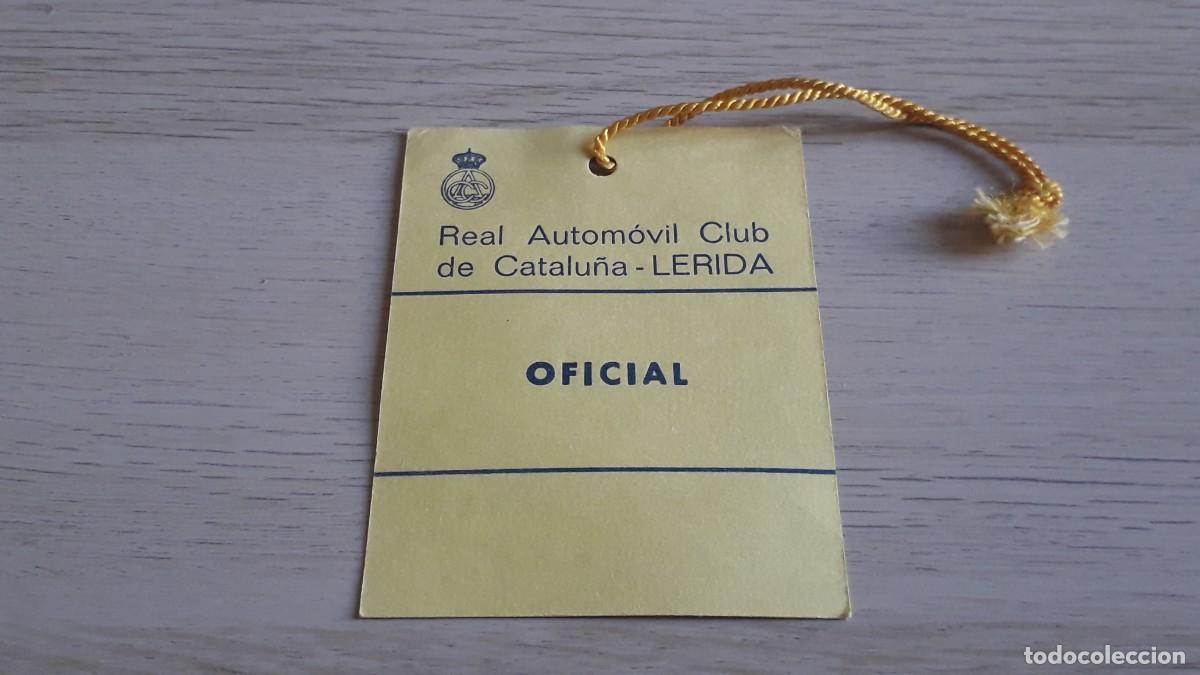 Real Automóvil Club
de Cataluña - LERIDA
OFICIAL
todocoleccion